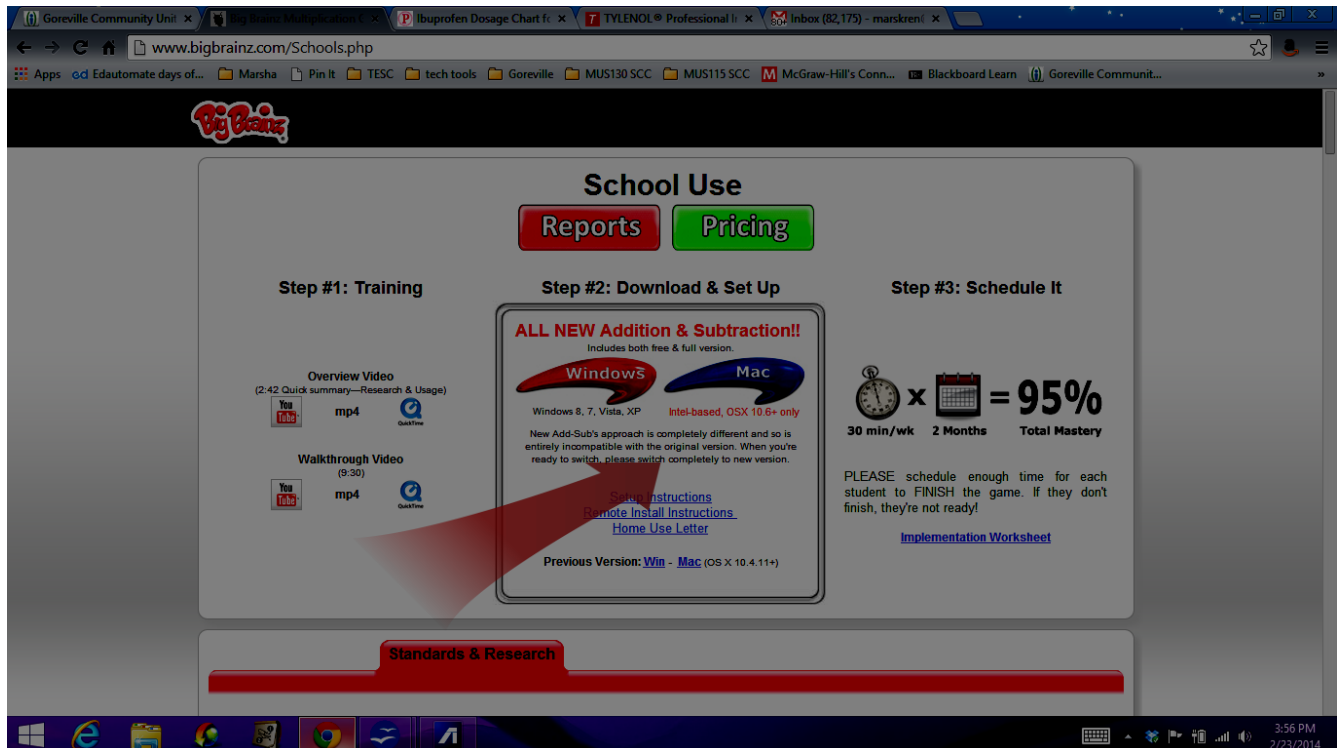 Goreville Community Unit
Big Brainz Multiplication
Ibuprofen Dosage Chart fo
TYLENOL® Professional
Inbox (82,175) - marskren
www.bigbrainz.com/Schools.php
Apps
Edautomate days of...
Marsha
Pin It
TESC
tech tools
Goreville
MUS130 SCC
MUS115 SCC
McGraw-Hill's Conn...
Blackboard Learn
Goreville Communit...
Big Brainz
School Use
Reports
Pricing
Step #1: Training
Overview Video
(2:42 Quick summary—Research & Usage)
You Tube
mp4
QuickTime
Walkthrough Video
(9:30)
You Tube
mp4
QuickTime
Step #2: Download & Set Up
ALL NEW Addition & Subtraction!!
Includes both free & full version.
Windows
Mac
Windows 8, 7, Vista, XP
Intel-based, OSX 10.6+ only
New Add-Sub's approach is completely different and so is
entirely incompatible with the original version. When you're
ready to switch, please switch completely to new version.
Setup Instructions
Remote Install Instructions
Home Use Letter
Previous Version: Win - Mac (OS X 10.4.11+)
Step #3: Schedule It
x = 95%
30 min/wk 2 Months Total Mastery
PLEASE schedule enough time for each
student to FINISH the game. If they don't
finish, they're not ready!
Implementation Worksheet
Standards & Research
3:56 PM
2/23/2014